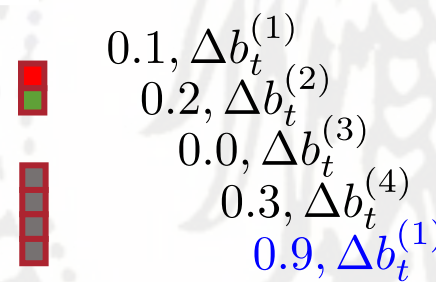 0.1, Δb_t^{(1)}
0.2, Δb_t^{(2)}
0.0, Δb_t^{(3)}
0.3, Δb_t^{(4)}
0.9, Δb_t^{(1)}